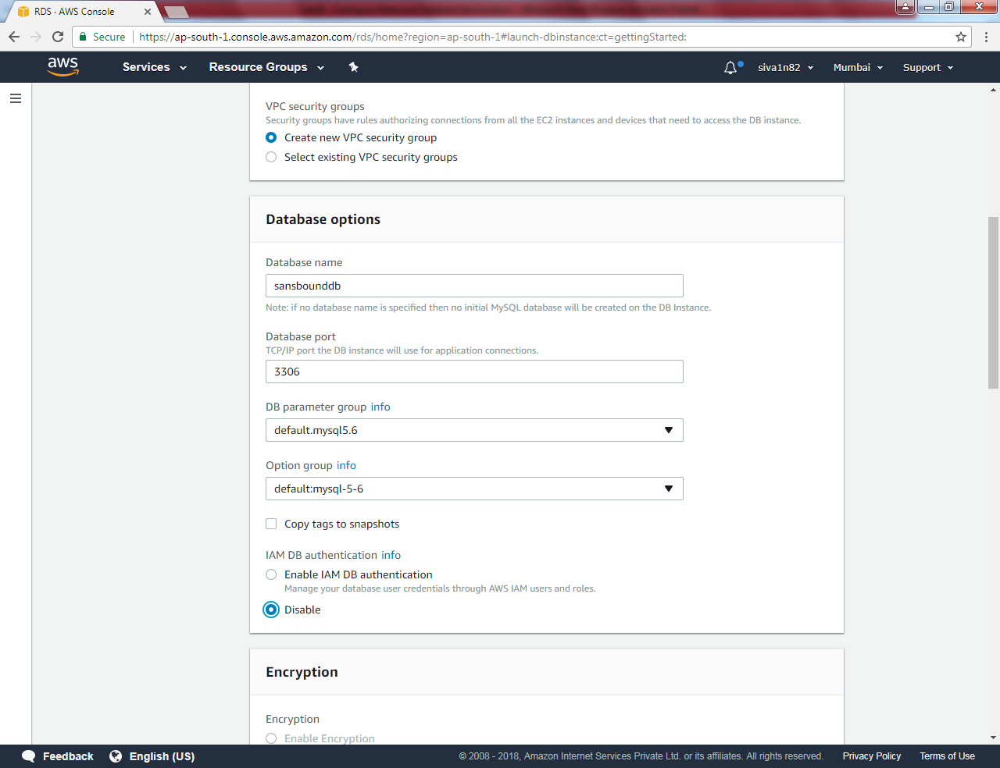 RDS · AWS Console
Secure
https://ap-south-1.console.aws.amazon.com/rds/home?region=ap-south-1#launch-dbinstance:ct=gettingStarted:
aws
Services
Resource Groups
siva1n82
Mumbai
Support
VPC security groups
Security groups have rules authorizing connections from all the EC2 instances and devices that need to access the DB instance.
Create new VPC security group
Select existing VPC security groups
Database options
Database name
sansbounddb
Note: if no database name is specified then no initial MySQL database will be created on the DB Instance.
Database port
TCP/IP port the DB instance will use for application connections.
3306
DB parameter group info
default.mysql5.6
Option group info
default:mysql-5-6
Copy tags to snapshots
IAM DB authentication info
Enable IAM DB authentication
Manage your database user credentials through AWS IAM users and roles.
Disable
Encryption
Encryption
Enable Encryption
Feedback
English (US)
© 2008 - 2018, Amazon Internet Services Private Ltd. or its affiliates. All rights reserved.
Privacy Policy
Terms of Use